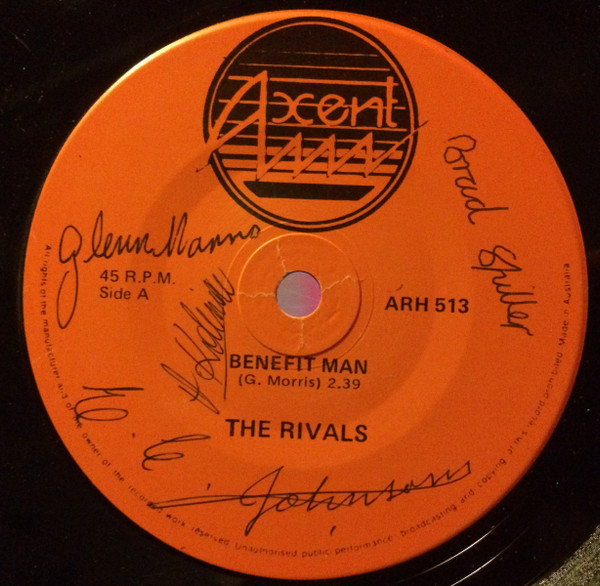 Axent
Brad Spiller
Glenn Manno
45 R.P.M.
Side A
ARH 513
BENEFIT MAN
(G. Morris) 2.39
THE RIVALS
Johnson
All rights of the manufacturer and of the owner of the recorded work reserved. Unauthorised public performance, broadcasting and copying of this record prohibited. Made in Australia